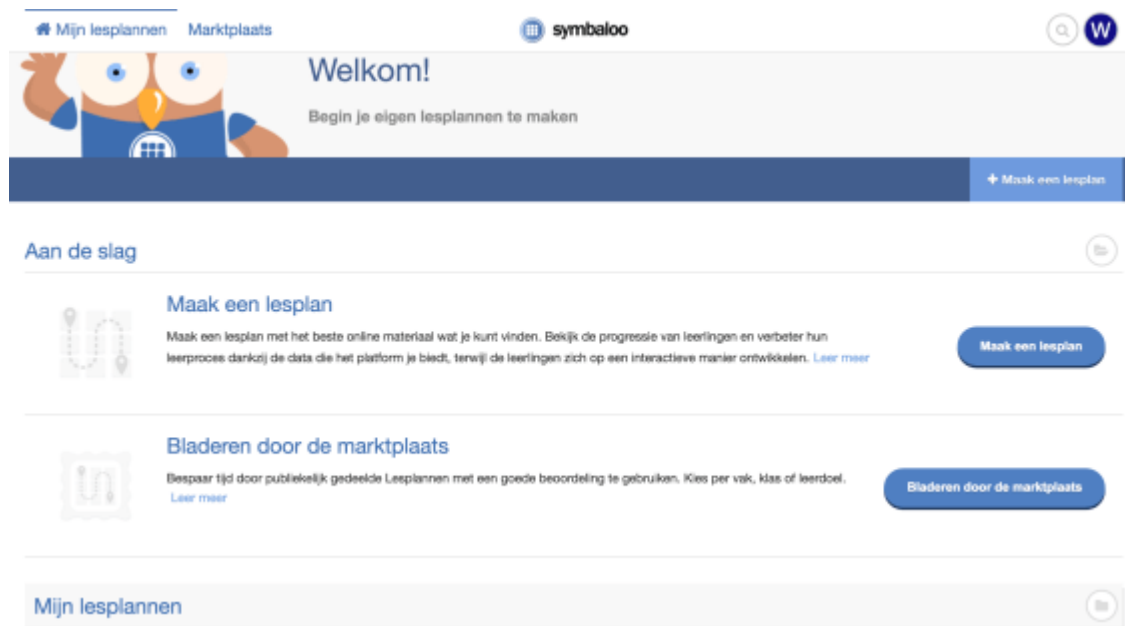 Mijn lesplannen Marktplaats symbaloo W
Welkom!
Begin je eigen lesplannen te maken
+ Maak een lesplan
Aan de slag
Maak een lesplan
Maak een lesplan met het beste online materiaal wat je kunt vinden. Bekijk de progressie van leerlingen en verbeter hun
leerproces dankzij de data die het platform je biedt, terwijl de leerlingen zich op een interactieve manier ontwikkelen. Leer meer
Maak een lesplan
Bladeren door de marktplaats
Bespaar tijd door publiekelijk gedeelde Lesplannen met een goede beoordeling te gebruiken. Kies per vak, klas of leerdoel.
Leer meer
Bladeren door de marktplaats
Mijn lesplannen